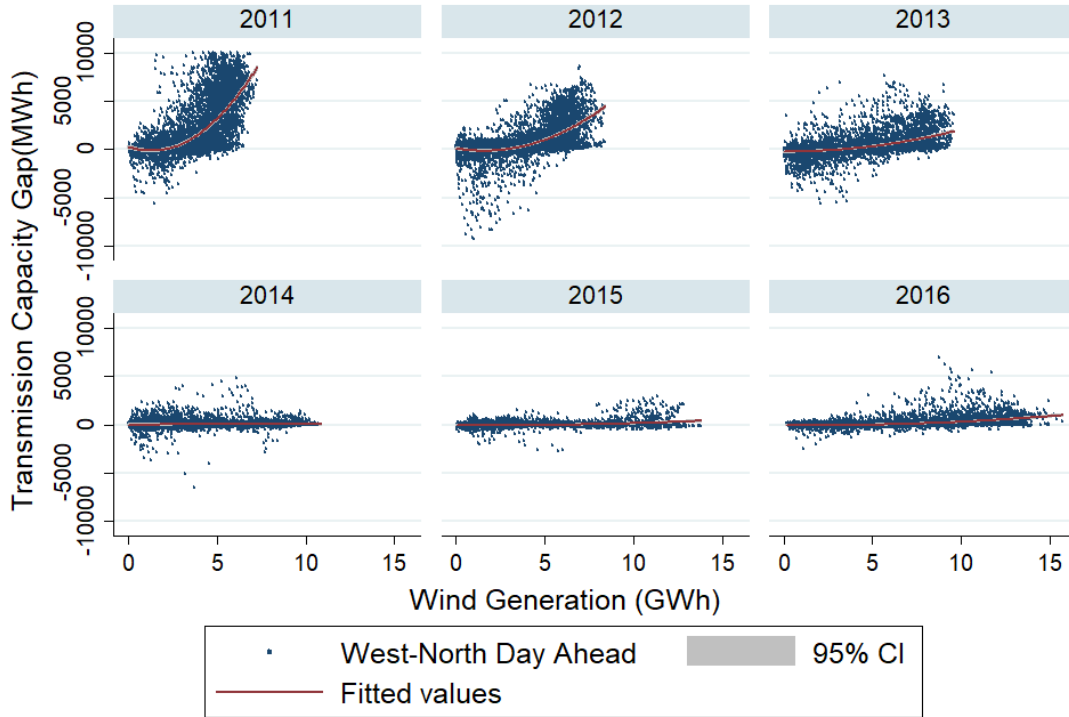 2011 2012 2013
Transmission Capacity Gap(MWh)
10000
5000
0
-5000
-10000
2014 2015 2016
10000
5000
0
-5000
-10000
0 5 10 15 0 5 10 15 0 5 10 15
Wind Generation (GWh)
West-North Day Ahead 95% CI
Fitted values